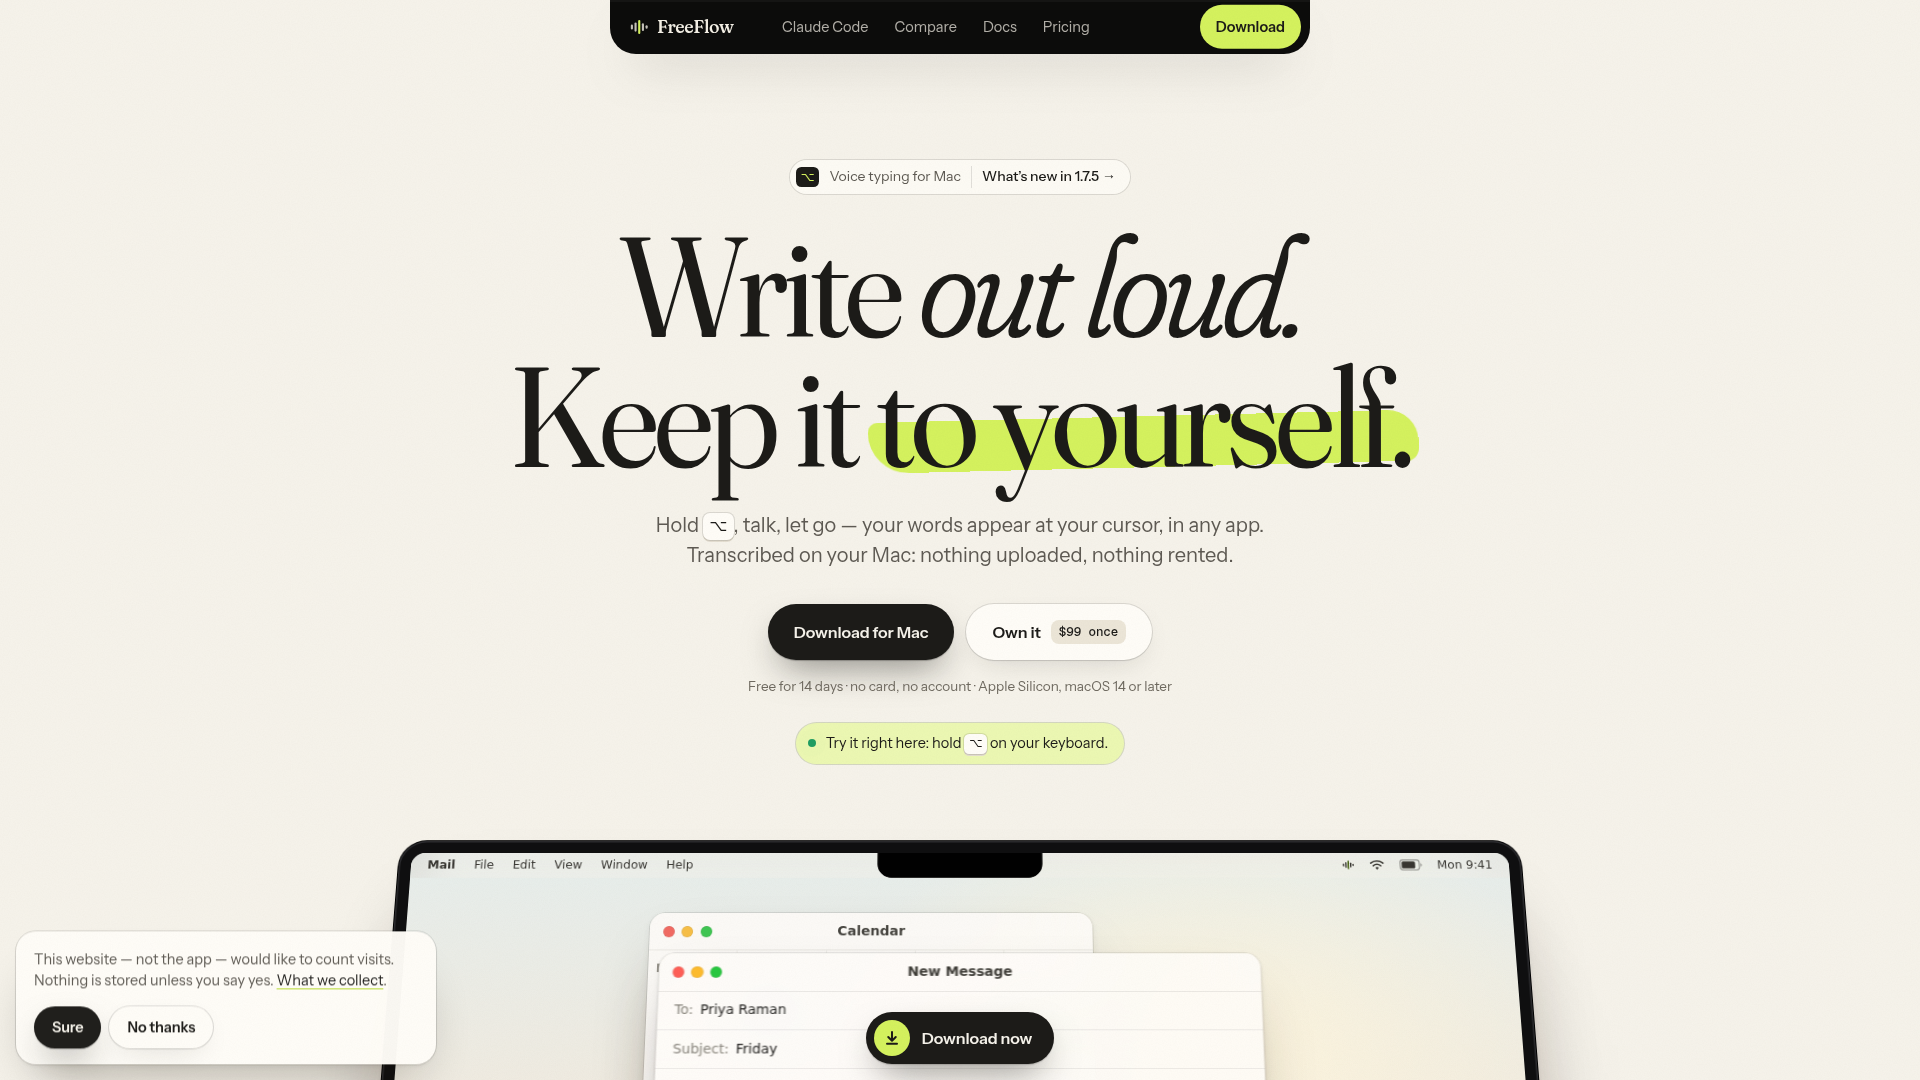 FreeFlow Claude Code Compare Docs Pricing Download
⌥ Voice typing for Mac What's new in 1.7.5 →
Write out loud.
Keep it to yourself.
Hold ⌥, talk, let go — your words appear at your cursor, in any app.
Transcribed on your Mac: nothing uploaded, nothing rented.
Download for Mac Own it $99 once
Free for 14 days · no card, no account · Apple Silicon, macOS 14 or later
Try it right here: hold ⌥ on your keyboard.
Mail File Edit View Window Help Mon 9:41
Calendar
New Message
To: Priya Raman
Subject: Friday
Download now
This website — not the app — would like to count visits.
Nothing is stored unless you say yes. What we collect.
Sure No thanks